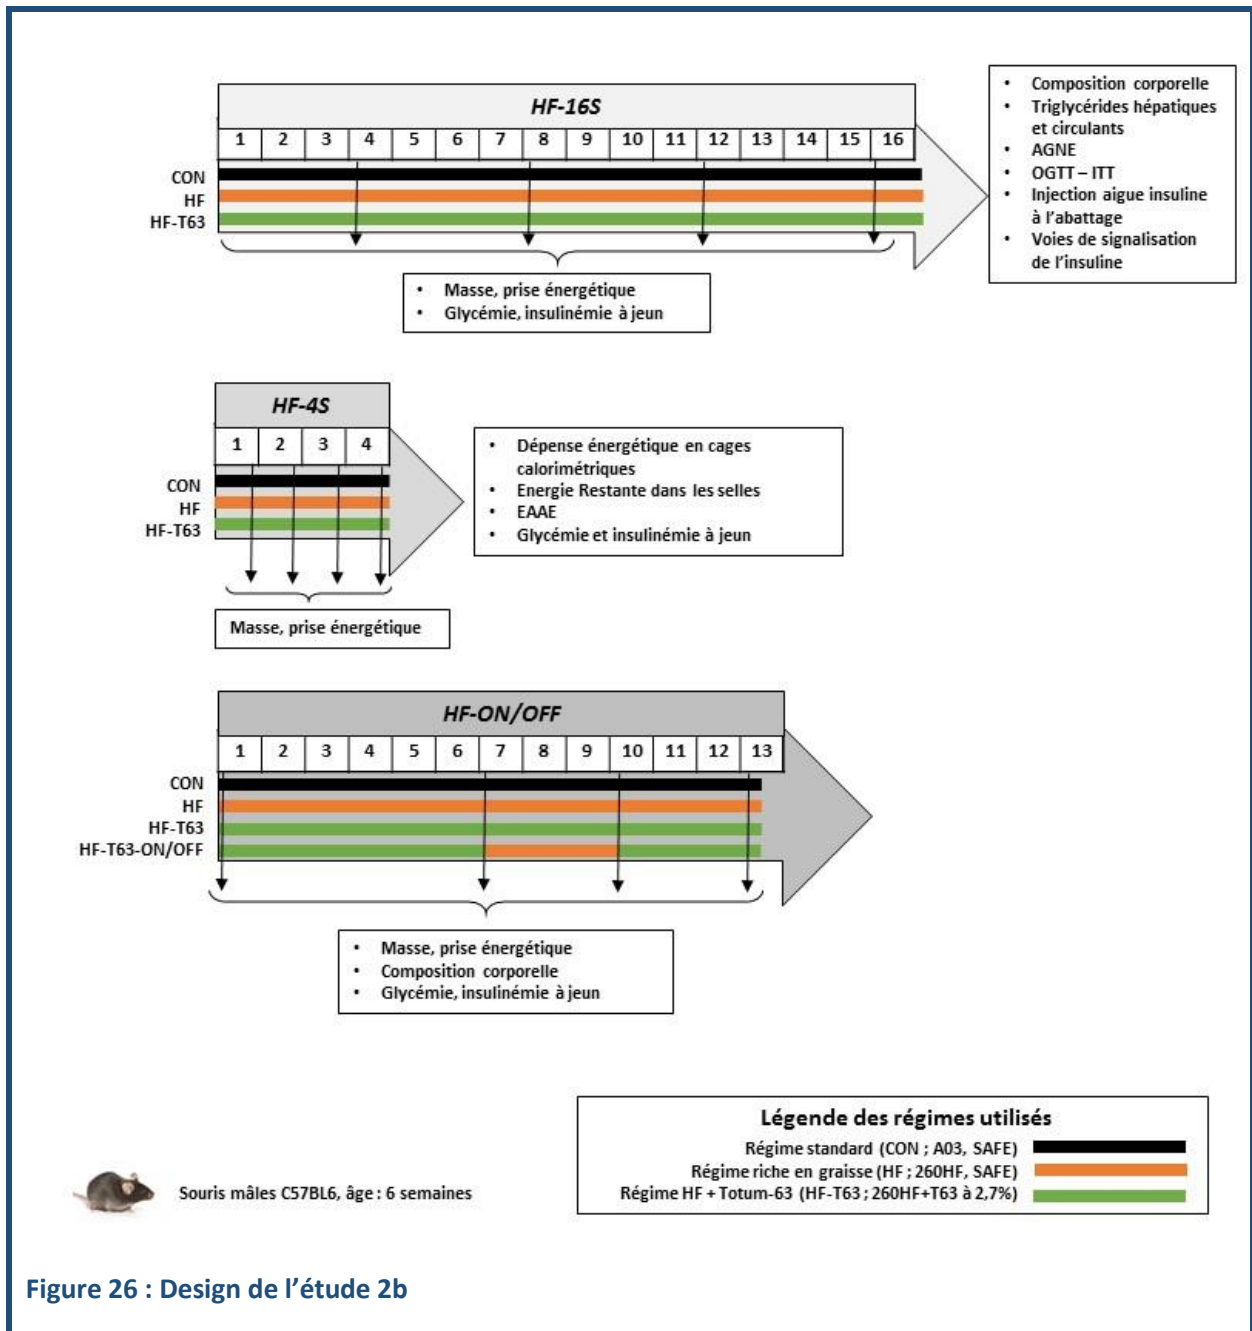 HF-16S
1 2 3 4 5 6 7 8 9 10 11 12 13 14 15 16
CON
HF
HF-T63
• Masse, prise énergétique
• Glycémie, insulinémie à jeun
• Composition corporelle
• Triglycérides hépatiques
et circulants
• AGNE
• OGTT – ITT
• Injection aigue insuline
à l'abattage
• Voies de signalisation
de l'insuline
HF-4S
1 2 3 4
CON
HF
HF-T63
Masse, prise énergétique
• Dépense énergétique en cages
calorimétriques
• Energie Restante dans les selles
• EAAE
• Glycémie et insulinémie à jeun
HF-ON/OFF
1 2 3 4 5 6 7 8 9 10 11 12 13
CON
HF
HF-T63
HF-T63-ON/OFF
• Masse, prise énergétique
• Composition corporelle
• Glycémie, insulinémie à jeun
Souris mâles C57BL6, âge : 6 semaines
Légende des régimes utilisés
Régime standard (CON ; A03, SAFE)
Régime riche en graisse (HF ; 260HF, SAFE)
Régime HF + Totum-63 (HF-T63 ; 260HF+T63 à 2,7%)
Figure 26 : Design de l'étude 2b